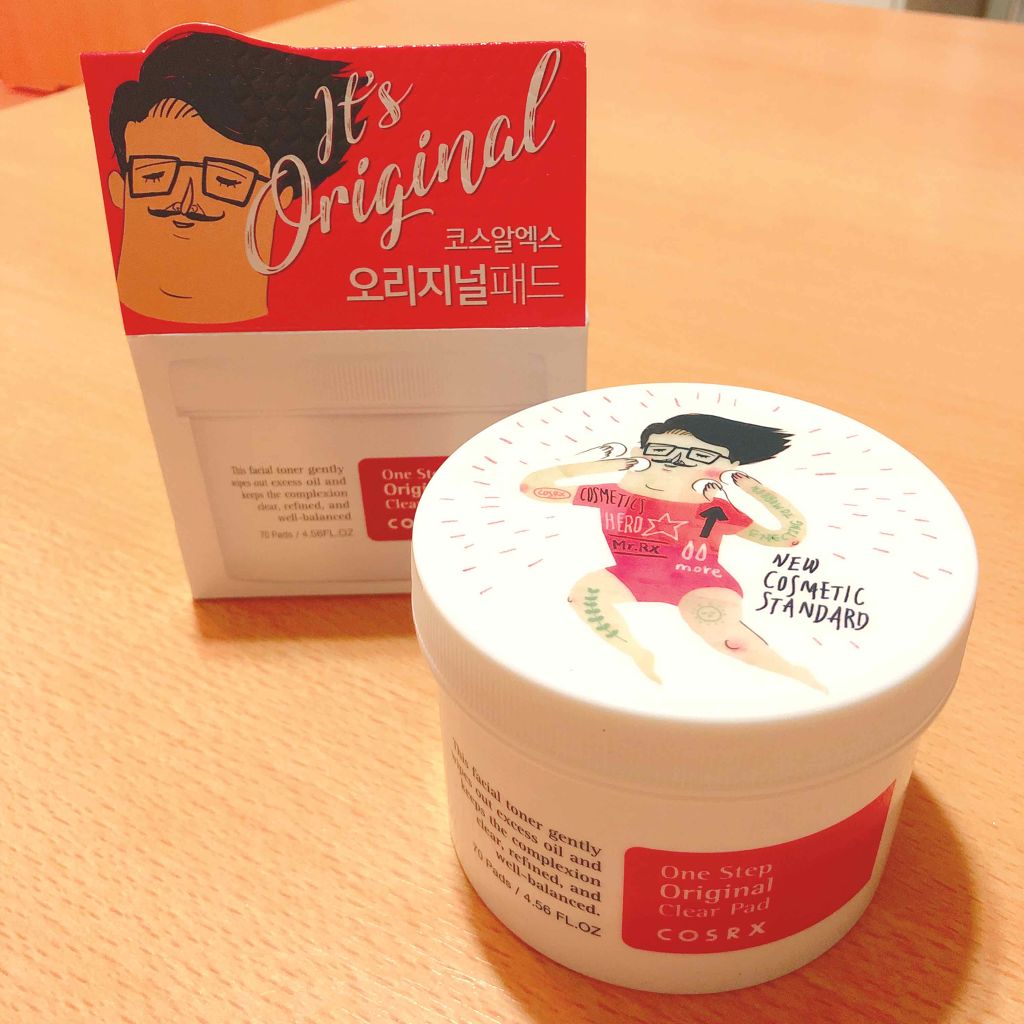 It's
Original
코스알엑스
오리지널패드
This facial toner gently
wipes out excess oil and
keeps the complexion
clear, refined, and
well-balanced
70 Pads / 4.56FL.OZ
One Step
Origi
Clea
CO
COSRX
COSMETICS
HERO
Mr.Rx
more
NEW
COSMETIC
STANDARD
This facial toner gently
wipes out excess oil and
keeps the complexion
clear, refined, and
well-balanced.
70 Pads / 4.56 FL.OZ
One Step
Original
Clear Pad
COSRX